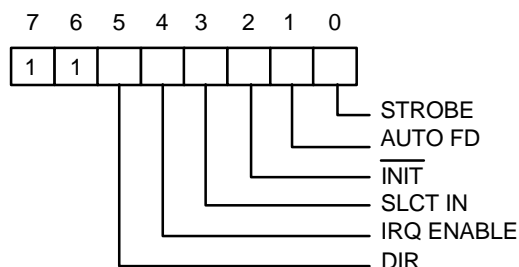 7 6 5 4 3 2 1 0
1 1
STROBE
AUTO FD
INIT
SLCT IN
IRQ ENABLE
DIR